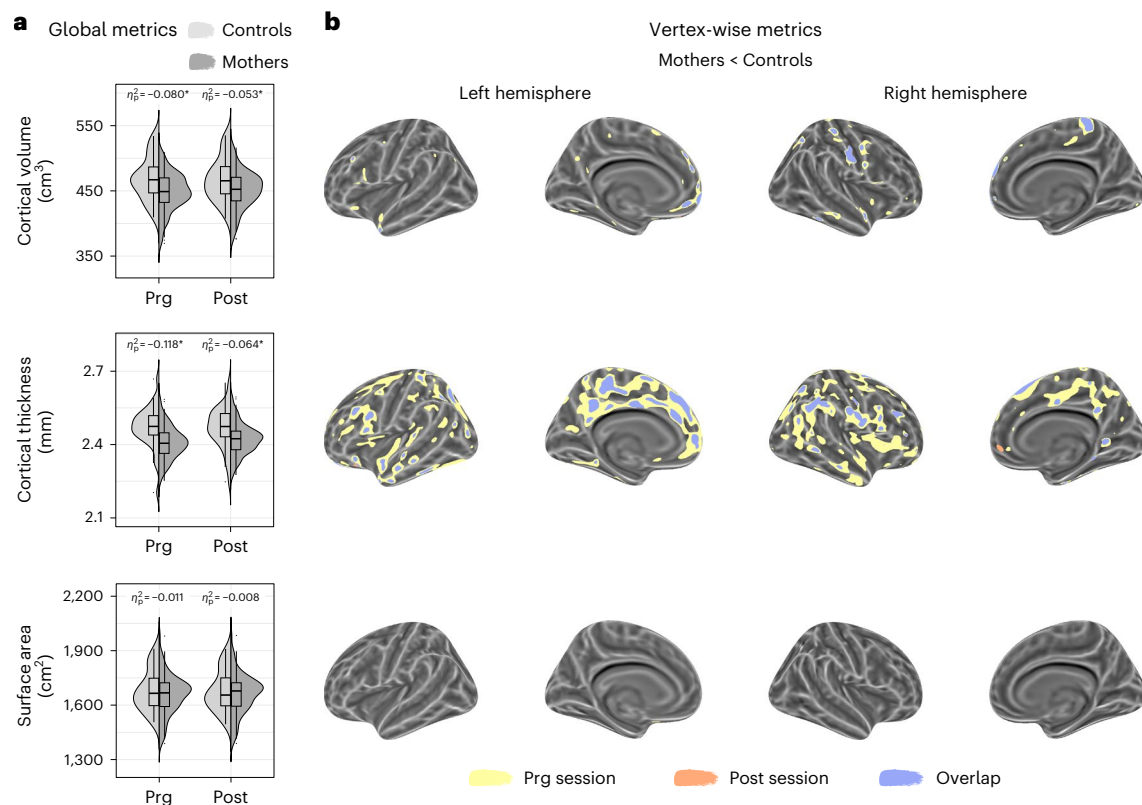 a Global metrics Controls
Mothers
b Vertex-wise metrics
Mothers < Controls
Left hemisphere Right hemisphere
Cortical volume
(cm³)
550
450
350
η²p = −0.080* η²p = −0.053*
Prg Post
Cortical thickness
(mm)
2.7
2.4
2.1
η²p = −0.118* η²p = −0.064*
Prg Post
Surface area
(cm²)
2,200
1,900
1,600
1,300
η²p = −0.011 η²p = −0.008
Prg Post
Prg session Post session Overlap